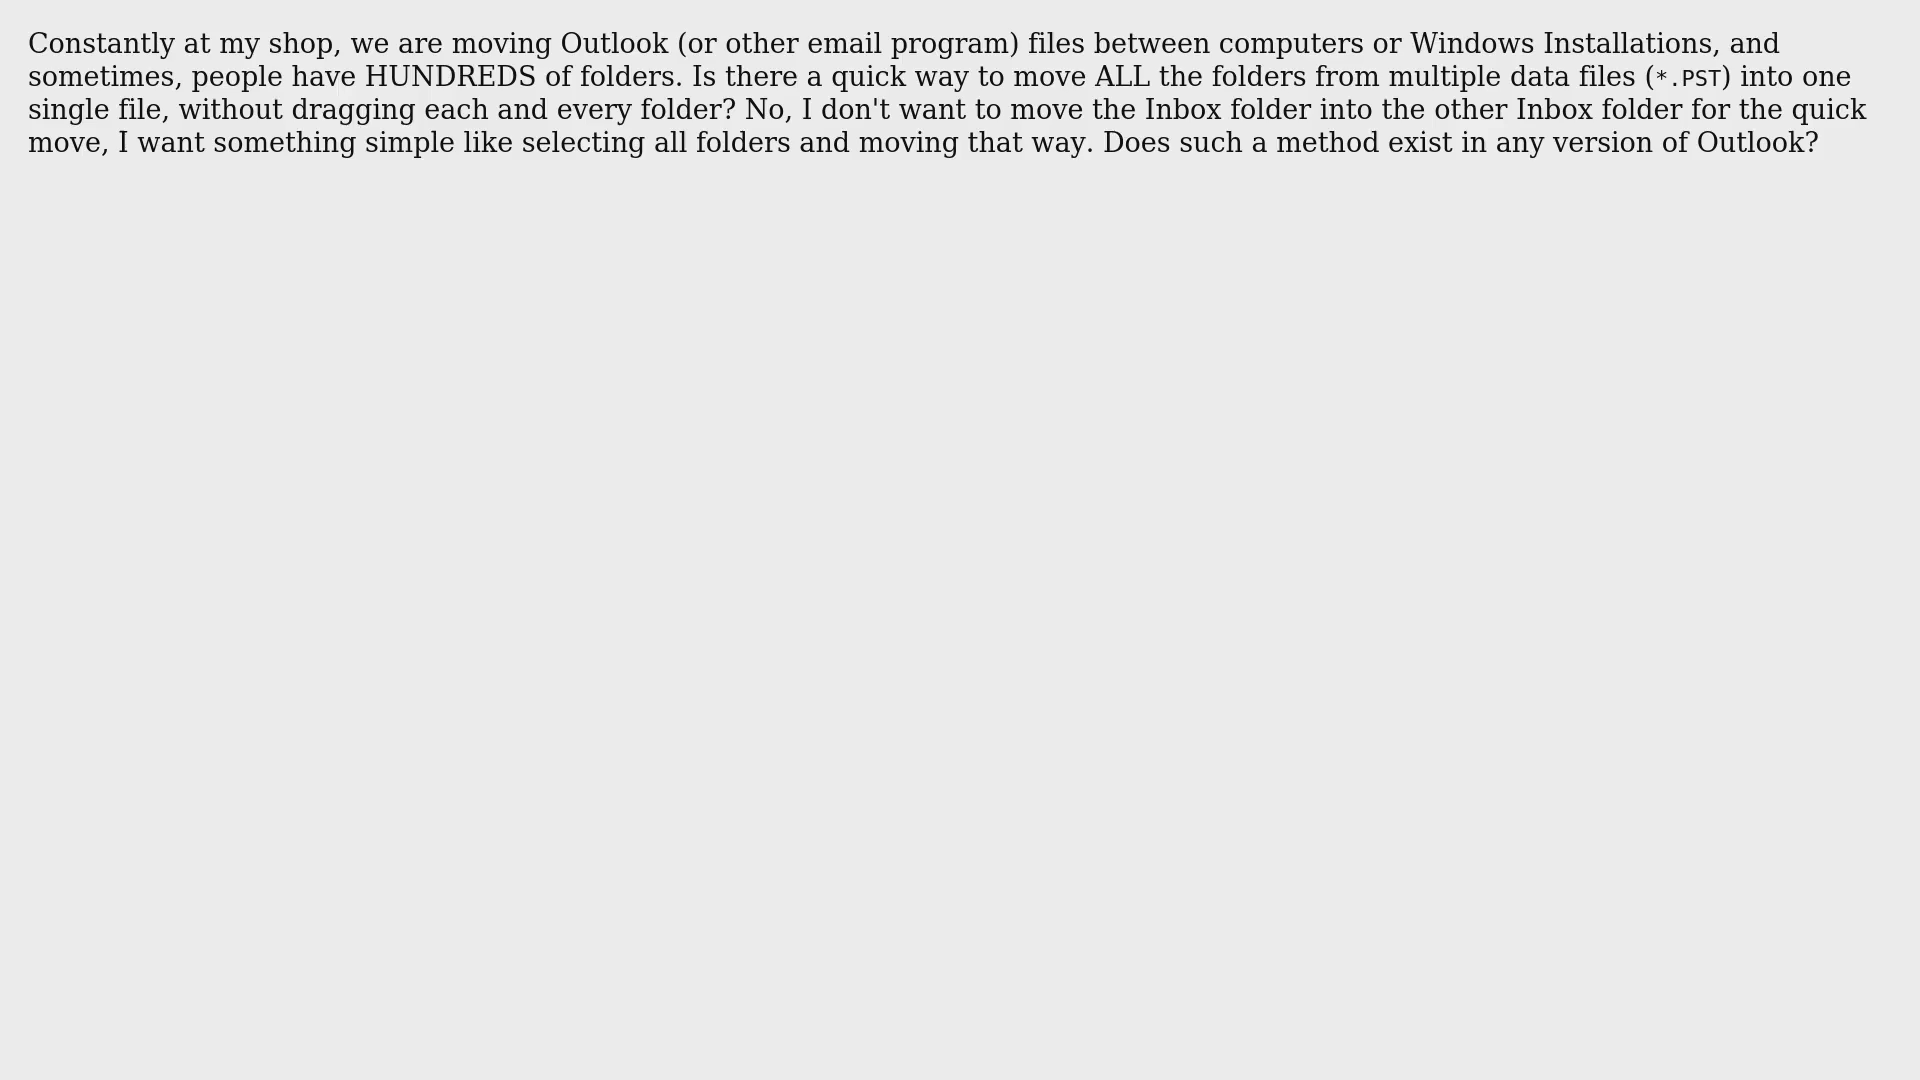 Constantly at my shop, we are moving Outlook (or other email program) files between computers or Windows Installations, and
sometimes, people have HUNDREDS of folders. Is there a quick way to move ALL the folders from multiple data files (*.PST) into one
single file, without dragging each and every folder? No, I don't want to move the Inbox folder into the other Inbox folder for the quick
move, I want something simple like selecting all folders and moving that way. Does such a method exist in any version of Outlook?